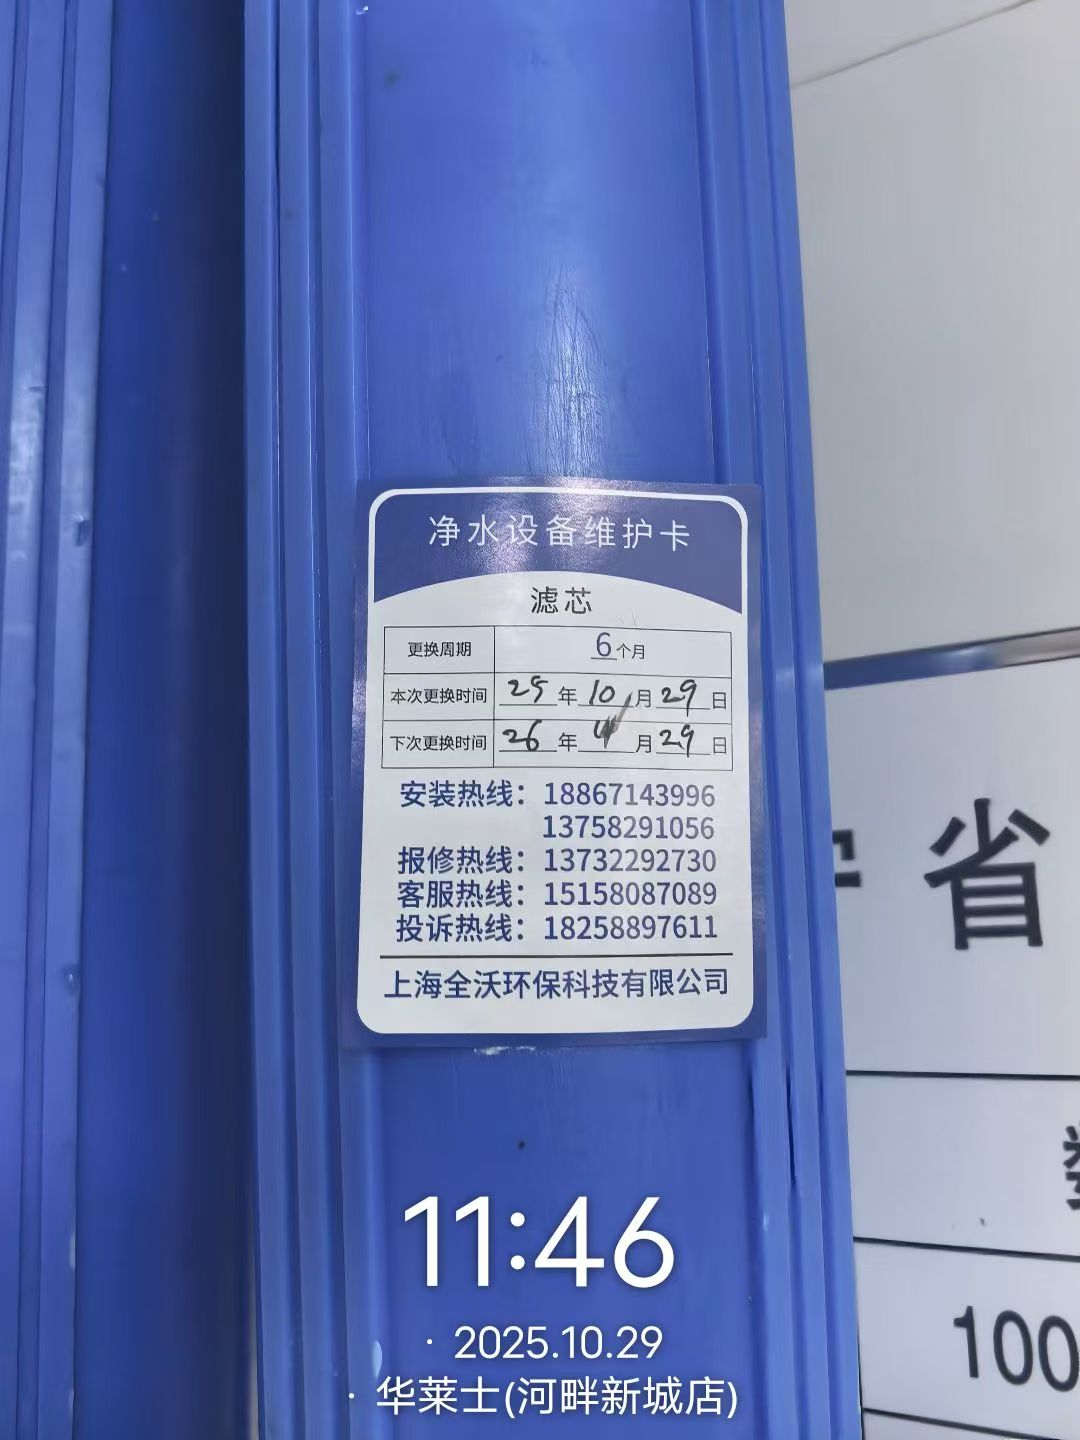 净水设备维护卡
滤芯
更换周期 6个月
本次更换时间 25年10月29日
下次更换时间 26年4月29日
安装热线：18867143996
13758291056
报修热线：13732292730
客服热线：15158087089
投诉热线：18258897611
上海全沃环保科技有限公司
省
100
11:46
· 2025.10.29
· 华莱士(河畔新城店)